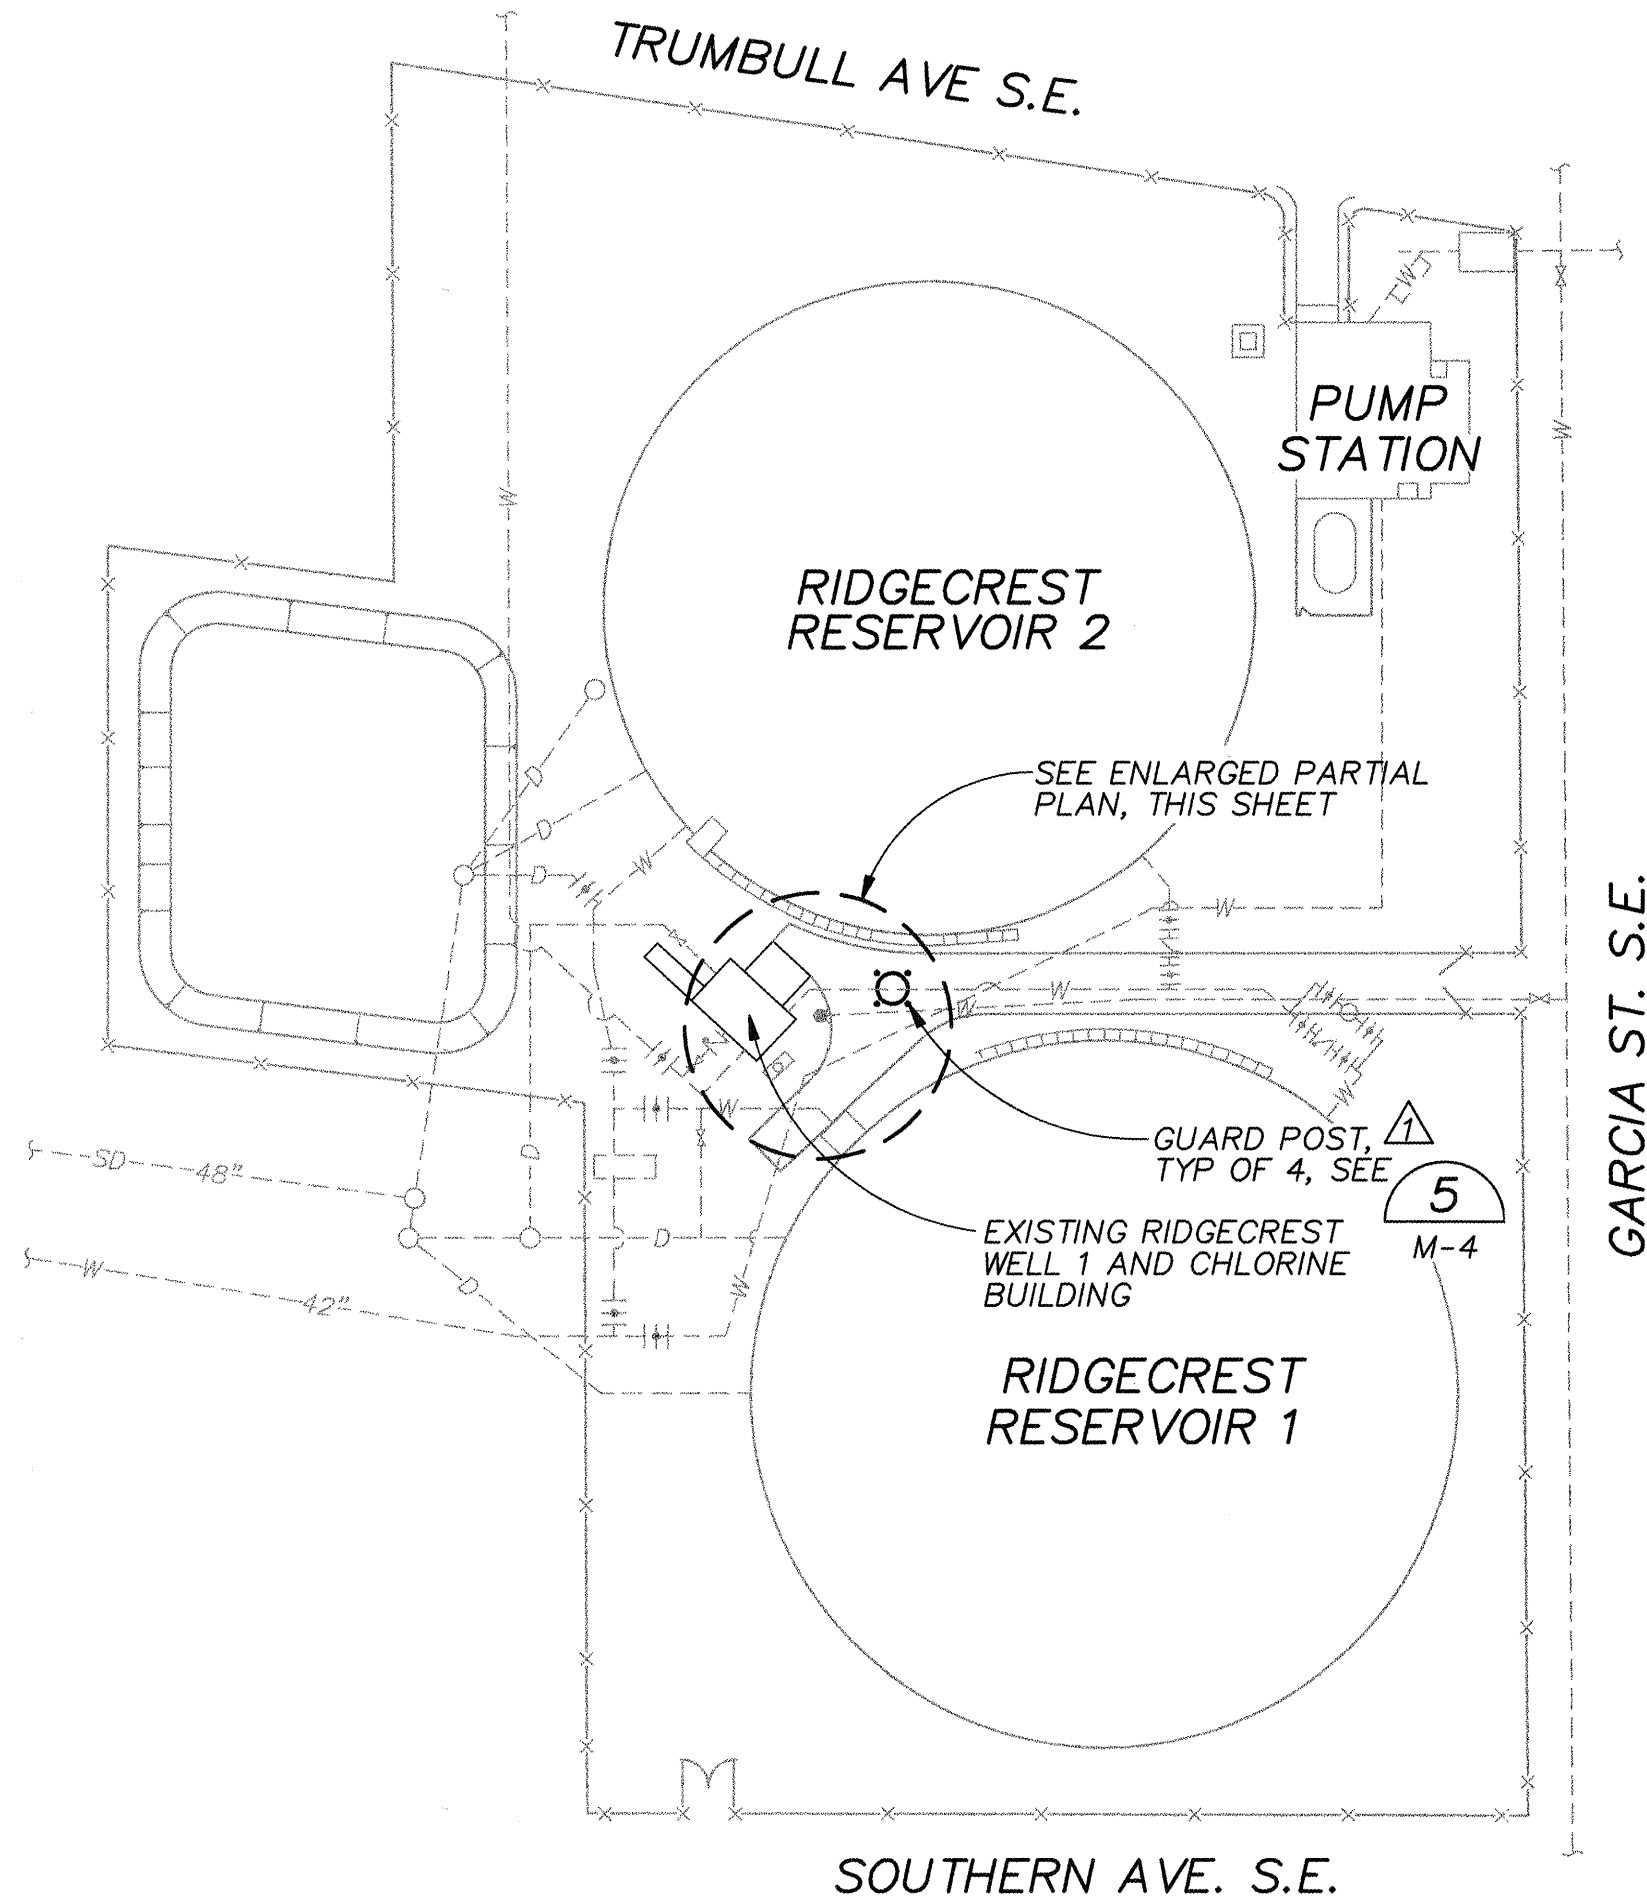 TRUMBULL AVE S.E.
W
W
PUMP
STATION
W
RIDGECREST
RESERVOIR 2
SEE ENLARGED PARTIAL
PLAN, THIS SHEET
D
D
D
W
W
W
W
GARCIA ST. S.E.
W
W
GUARD POST,
TYP OF 4, SEE
1
5
M-4
D
SD
48"
D
W
EXISTING RIDGECREST
WELL 1 AND CHLORINE
BUILDING
W
42"
D
RIDGECREST
RESERVOIR 1
SOUTHERN AVE. S.E.